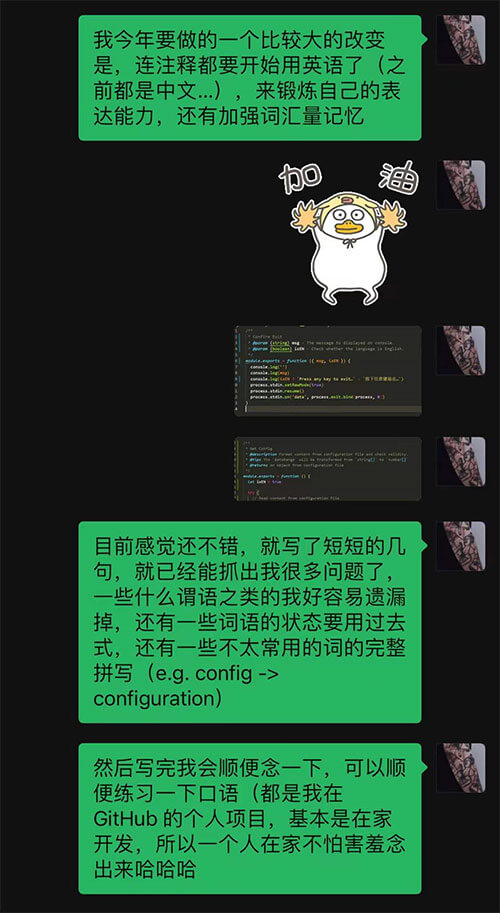 我今年要做的一个比较大的改变
是，连注释都要开始用英语了（之
前都是中文...），来锻炼自己的表
达能力，还有加强词汇量记忆
加 油
/**
* Confirm Exit
* @param {string} msg - The message to displayed on console.
* @param {boolean} isEN - Check whether the language is English.
*/
module.exports = function ({ msg, isEN }) {
console.log('')
console.log(msg)
console.log(isEN ? 'Press any key to exit…' : '按下任意键退出…')
process.stdin.setRawMode(true)
process.stdin.resume()
process.stdin.on('data', process.exit.bind(process, 0))
}
/**
* Get Config
* @description Format content from configuration file and check validity.
* @tips The `dateRange` will be transformed from `string[]` to `number[]`
* @returns an object from configuration file
*/
module.exports = function () {
let isEN = true
try {
// Read content from configuration file
目前感觉还不错，就写了短短的几
句，就已经能抓出我很多问题了，
一些什么谓语之类的我好容易遗漏
掉，还有一些词语的状态要用过去
式，还有一些不太常用的词的完整
拼写（e.g. config ->
configuration）
然后写完我会顺便念一下，可以顺
便练习一下口语（都是我在
GitHub 的个人项目，基本是在家
开发，所以一个人在家不怕害羞念
出来哈哈哈